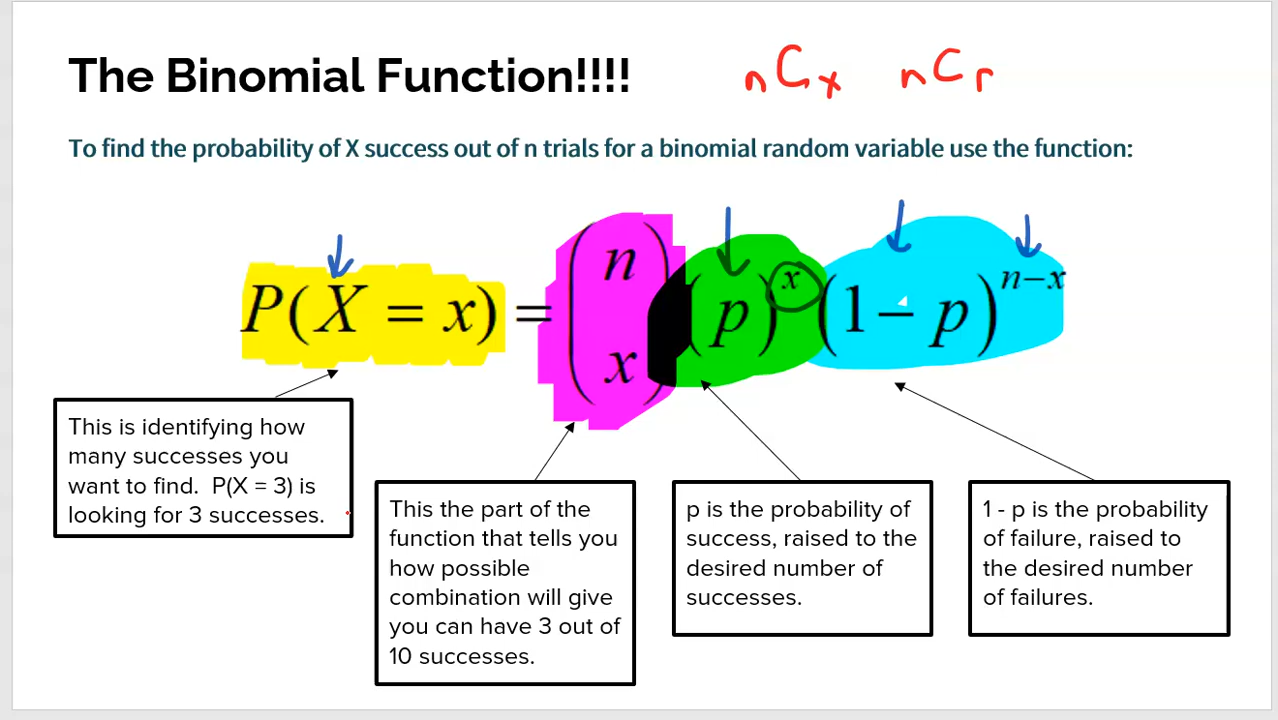 The Binomial Function!!!!
nCx nCr
To find the probability of X success out of n trials for a binomial random variable use the function:
P(X = x) = (n x) (p)^x (1 − p)^n−x
This is identifying how
many successes you
want to find. P(X = 3) is
looking for 3 successes.
This the part of the
function that tells you
how possible
combination will give
you can have 3 out of
10 successes.
p is the probability of
success, raised to the
desired number of
successes.
1 - p is the probability
of failure, raised to
the desired number
of failures.